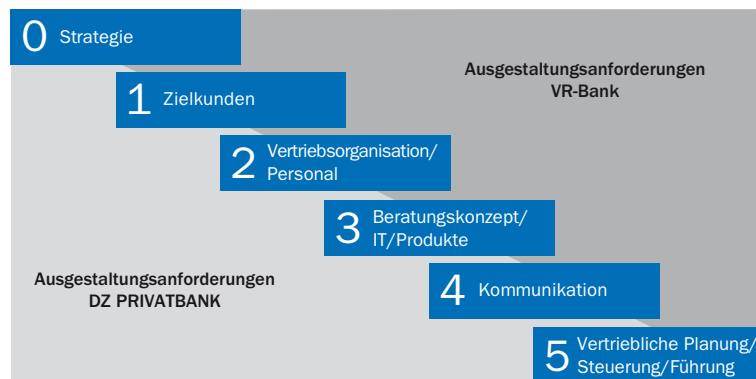 0 Strategie
Ausgestaltungsanforderungen
VR-Bank
1 Zielkunden
2 Vertriebsorganisation/
Personal
3 Beratungskonzept/
IT/Produkte
Ausgestaltungsanforderungen
DZ PRIVATBANK
4 Kommunikation
5 Vertriebliche Planung/
Steuerung/Führung